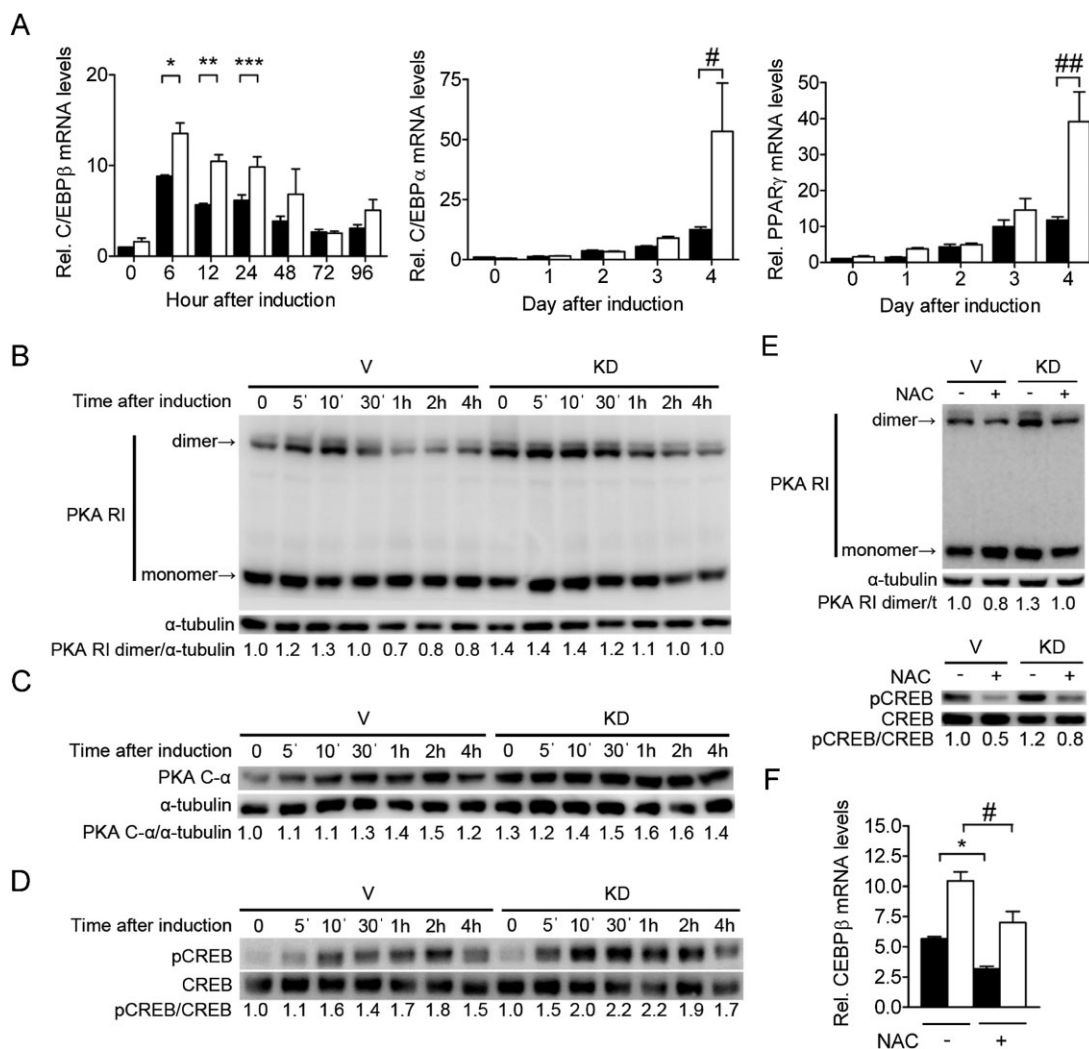 A
Rel. C/EBPβ mRNA levels
20
10
0
* ** ***
0 6 12 24 48 72 96
Hour after induction
Rel. C/EBPα mRNA levels
75
50
25
0
#
0 1 2 3 4
Day after induction
Rel. PPARγ mRNA levels
50
40
30
20
10
0
##
0 1 2 3 4
Day after induction
B
V KD
Time after induction 0 5' 10' 30' 1h 2h 4h 0 5' 10' 30' 1h 2h 4h
dimer→
PKA RI
monomer→
α-tubulin
PKA RI dimer/α-tubulin 1.0 1.2 1.3 1.0 0.7 0.8 0.8 1.4 1.4 1.4 1.2 1.1 1.0 1.0
C
V KD
Time after induction 0 5' 10' 30' 1h 2h 4h 0 5' 10' 30' 1h 2h 4h
PKA C-α
α-tubulin
PKA C-α/α-tubulin 1.0 1.1 1.1 1.3 1.4 1.5 1.2 1.3 1.2 1.4 1.5 1.6 1.6 1.4
D
V KD
Time after induction 0 5' 10' 30' 1h 2h 4h 0 5' 10' 30' 1h 2h 4h
pCREB
CREB
pCREB/CREB 1.0 1.1 1.6 1.4 1.7 1.8 1.5 1.0 1.5 2.0 2.2 2.2 1.9 1.7
E
V KD
NAC - + - +
dimer→
PKA RI
monomer→
α-tubulin
PKA RI dimer/t 1.0 0.8 1.3 1.0
V KD
NAC - + - +
pCREB
CREB
pCREB/CREB 1.0 0.5 1.2 0.8
F
Rel. CEBPβ mRNA levels
15.0
12.5
10.0
7.5
5.0
2.5
0.0
* #
NAC - +